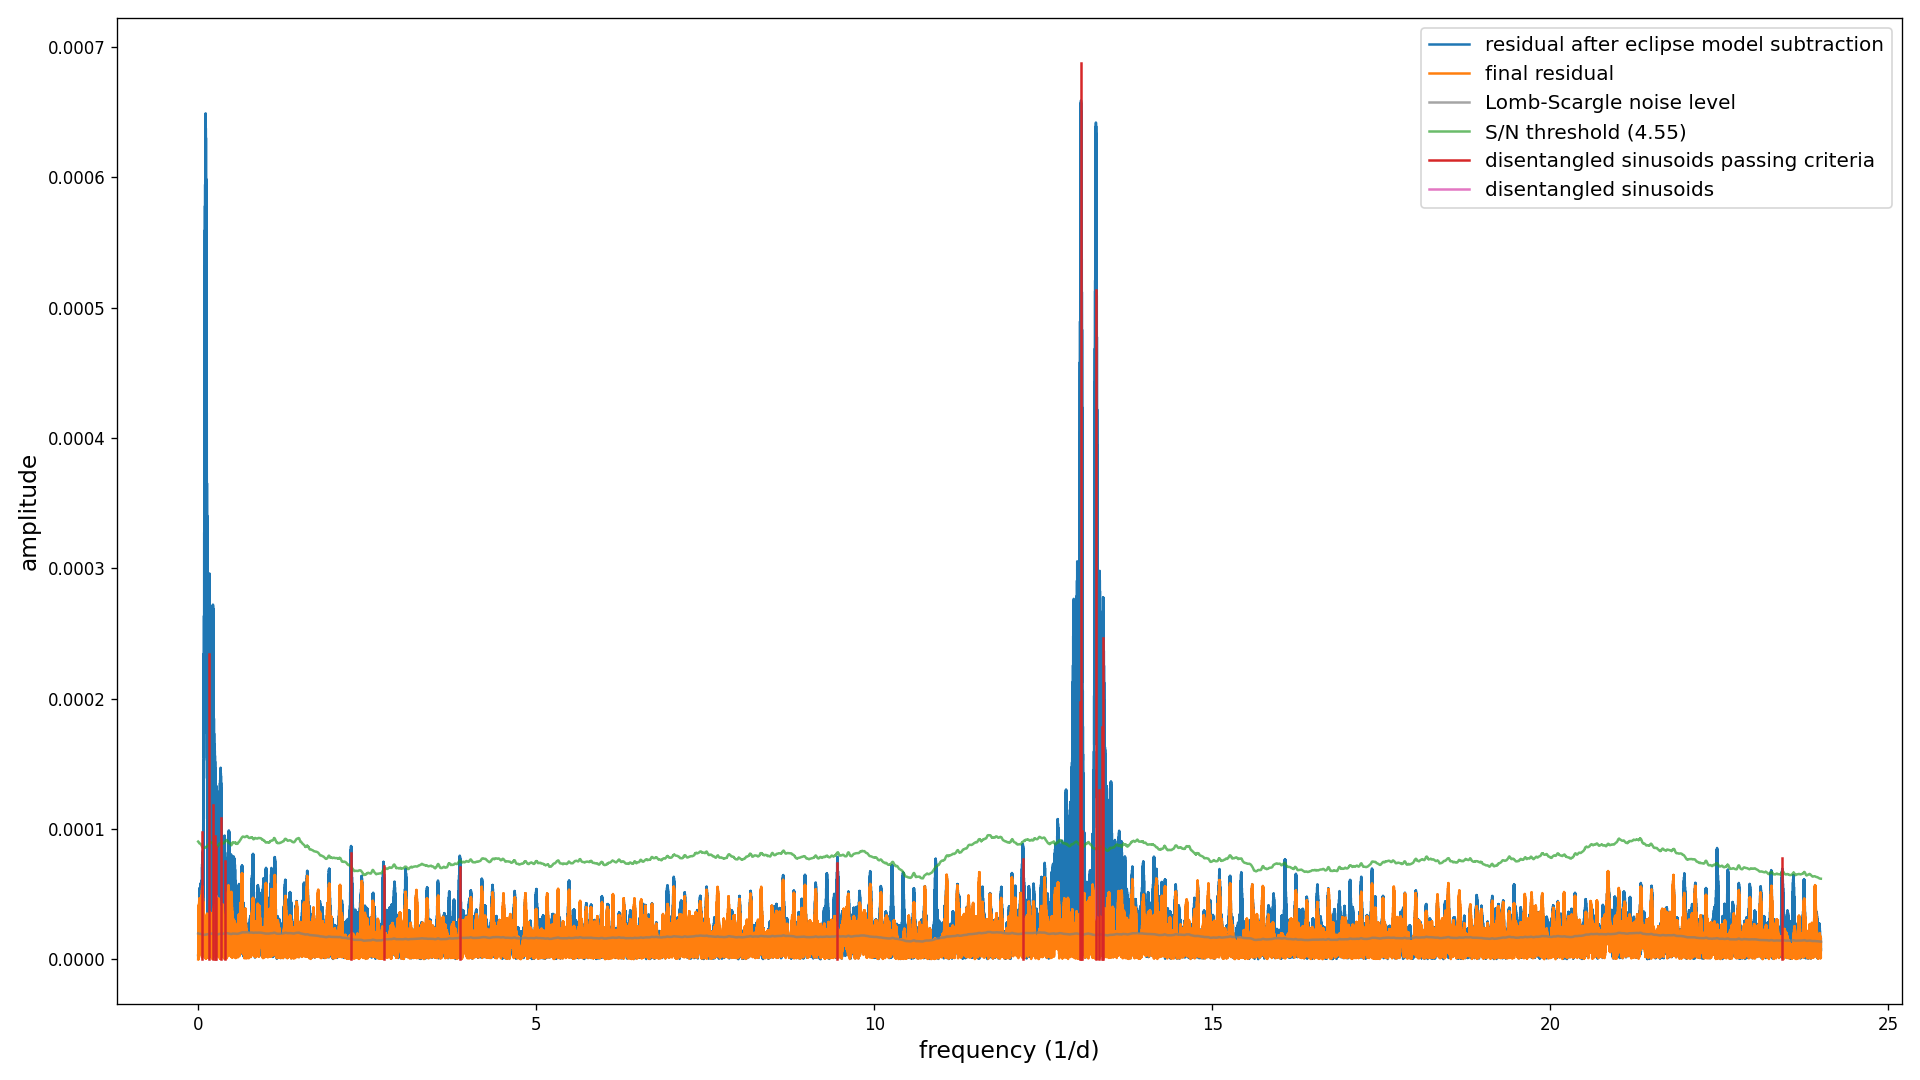 0.0007
0.0006
0.0005
0.0004
0.0003
0.0002
0.0001
0.0000
amplitude
residual after eclipse model subtraction
final residual
Lomb-Scargle noise level
S/N threshold (4.55)
disentangled sinusoids passing criteria
disentangled sinusoids
0 5 10 15 20 25
frequency (1/d)